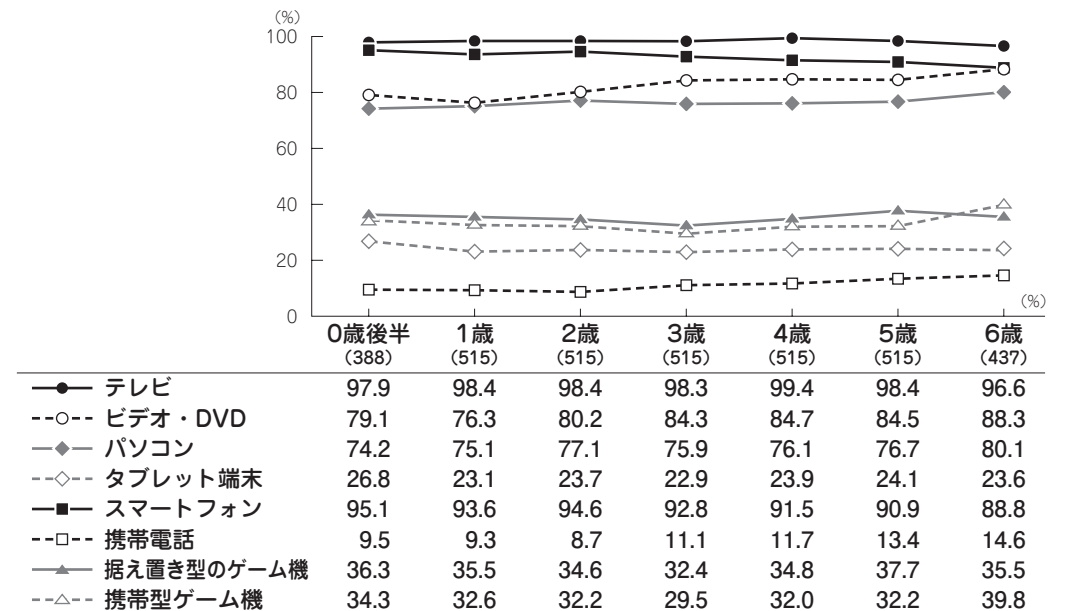 (%)
100
80
60
40
20
0
(%)
0歳後半 1歳 2歳 3歳 4歳 5歳 6歳
(388) (515) (515) (515) (515) (515) (437)
テレビ 97.9 98.4 98.4 98.3 99.4 98.4 96.6
ビデオ・DVD 79.1 76.3 80.2 84.3 84.7 84.5 88.3
パソコン 74.2 75.1 77.1 75.9 76.1 76.7 80.1
タブレット端末 26.8 23.1 23.7 22.9 23.9 24.1 23.6
スマートフォン 95.1 93.6 94.6 92.8 91.5 90.9 88.8
携帯電話 9.5 9.3 8.7 11.1 11.7 13.4 14.6
据え置き型のゲーム機 36.3 35.5 34.6 32.4 34.8 37.7 35.5
携帯型ゲーム機 34.3 32.6 32.2 29.5 32.0 32.2 39.8